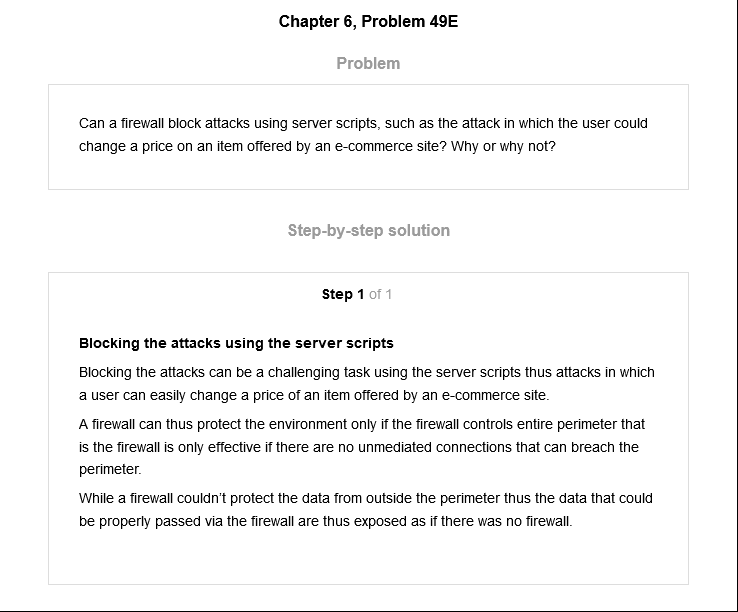 Chapter 6, Problem 49E
Problem
Can a firewall block attacks using server scripts, such as the attack in which the user could
change a price on an item offered by an e-commerce site? Why or why not?
Step-by-step solution
Step 1 of 1
Blocking the attacks using the server scripts
Blocking the attacks can be a challenging task using the server scripts thus attacks in which
a user can easily change a price of an item offered by an e-commerce site.
A firewall can thus protect the environment only if the firewall controls entire perimeter that
is the firewall is only effective if there are no unmediated connections that can breach the
perimeter.
While a firewall couldn't protect the data from outside the perimeter thus the data that could
be properly passed via the firewall are thus exposed as if there was no firewall.